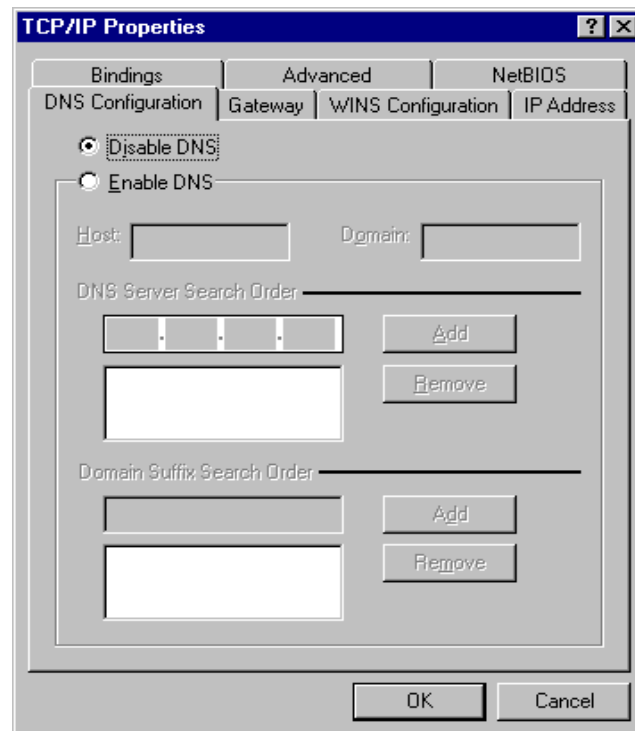 TCP/IP Properties
Bindings Advanced NetBIOS
DNS Configuration Gateway WINS Configuration IP Address
Disable DNS
Enable DNS
Host: Domain:
DNS Server Search Order
Add
Remove
Domain Suffix Search Order
Add
Remove
OK Cancel